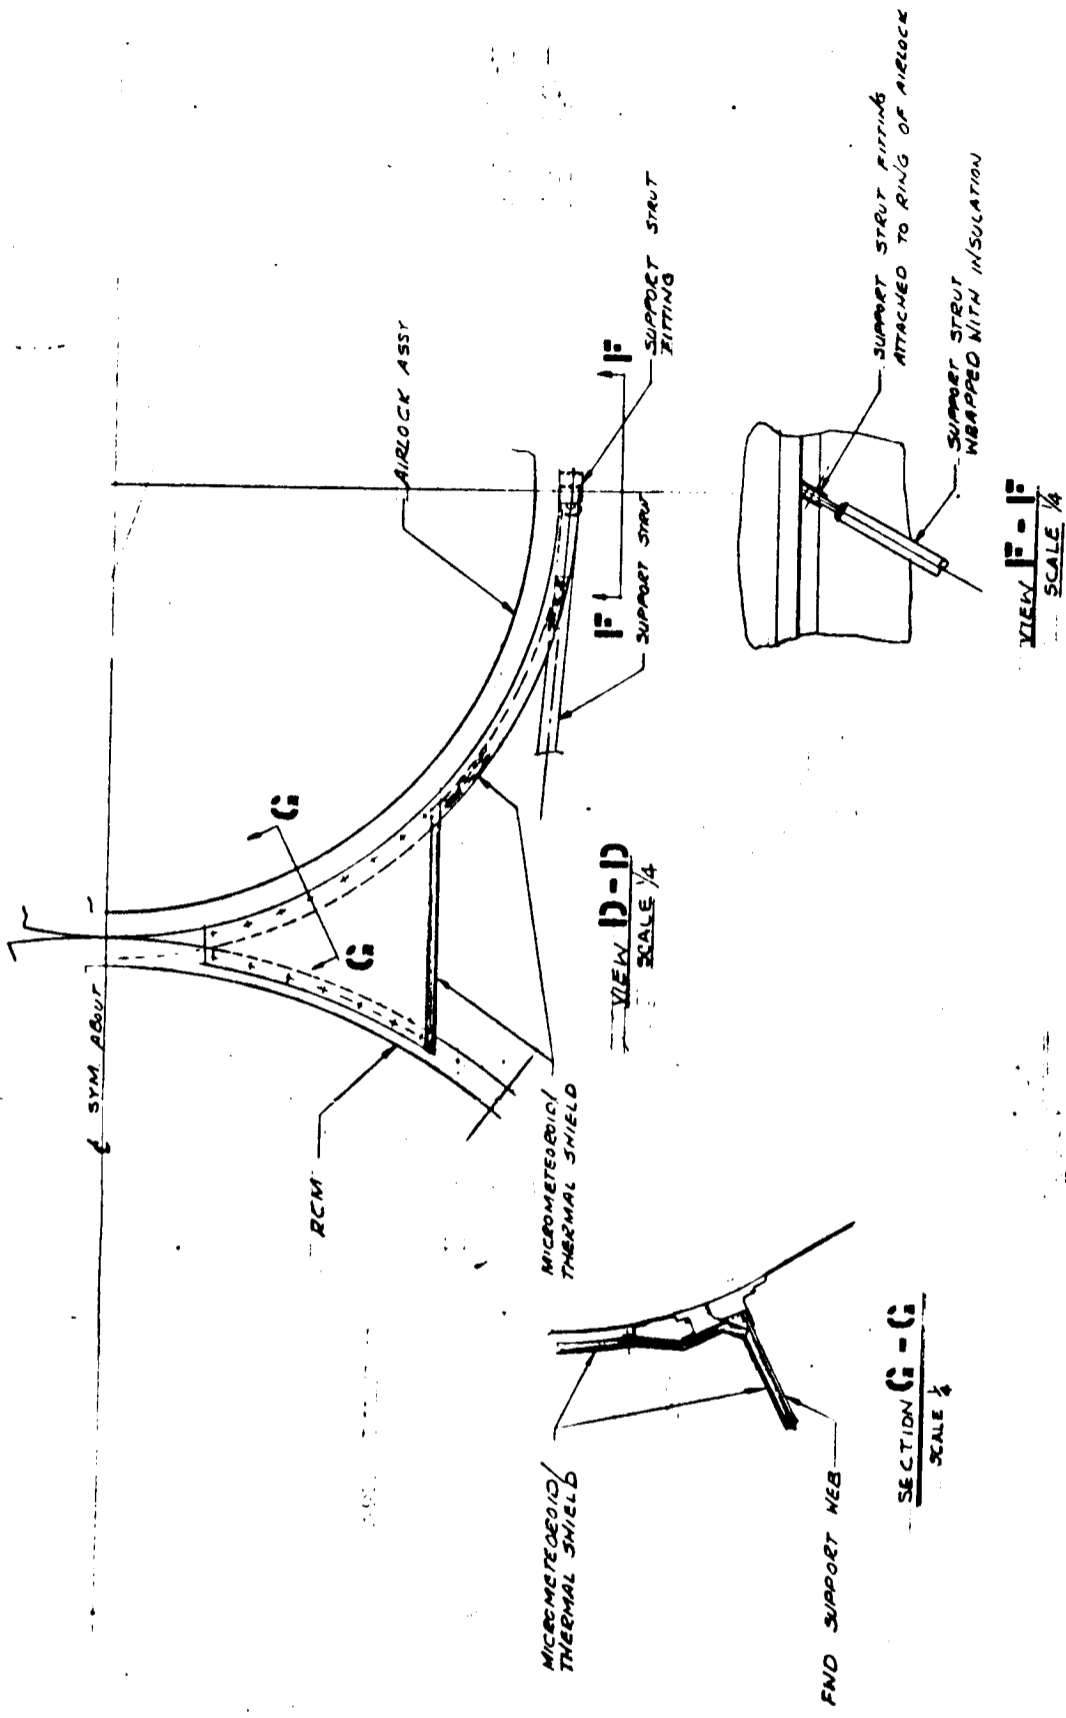 ℄ SYM. ABOUT
RCM
AIRLOCK ASSY
G
G
MICROMETEOROID/
THERMAL SHIELD
F
F
SUPPORT STRUT
SUPPORT STRUT
FITTING
VIEW D-D
SCALE 1/4
MICROMETEOROID/
THERMAL SHIELD
FWD SUPPORT WEB
SECTION G-G
SCALE 1/4
SUPPORT STRUT FITTING
ATTACHED TO RING OF AIRLOCK
SUPPORT STRUT
WRAPPED WITH INSULATION
VIEW F-F
SCALE 1/4